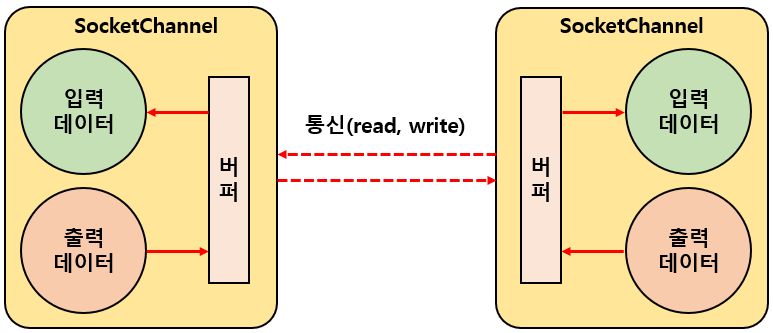 SocketChannel
입력
데이터
버
퍼
출력
데이터
통신(read, write)
SocketChannel
버
퍼
입력
데이터
출력
데이터